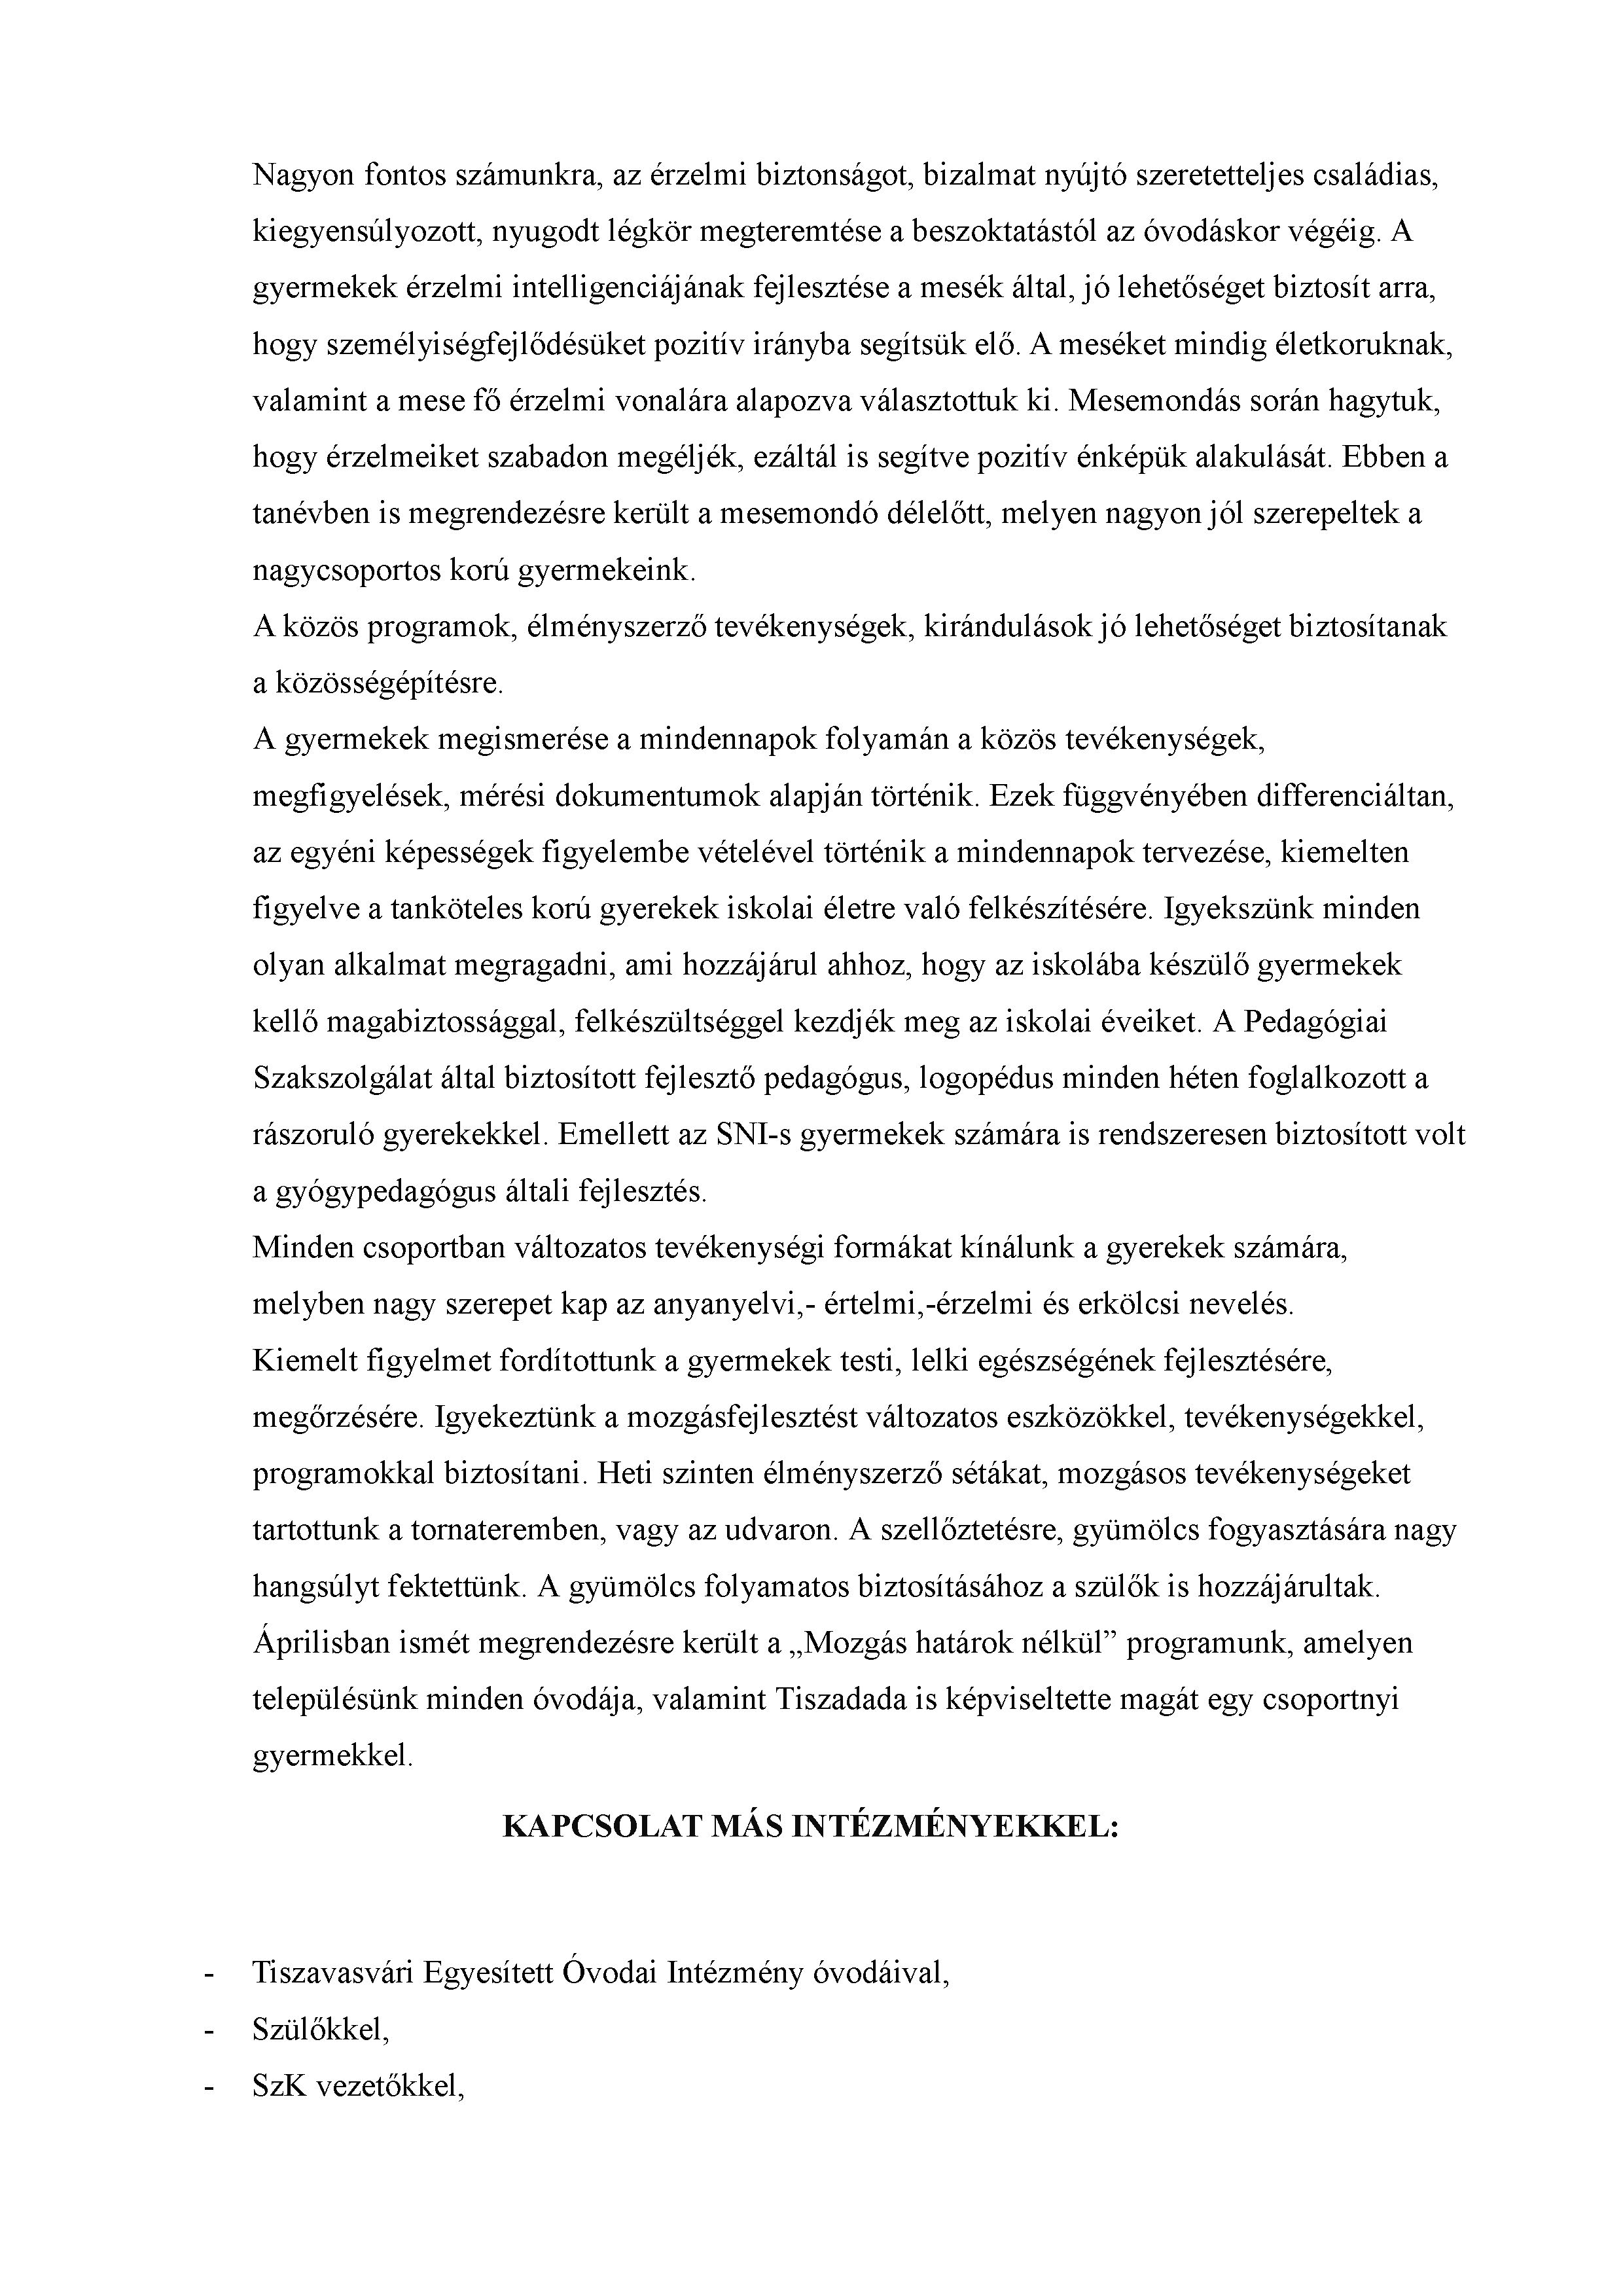 Nagyon fontos számunkra, az érzelmi biztonságot, bizalmat nyújtó szeretetteljes családias,
kiegyensúlyozott, nyugodt légkör megteremtése a beszoktatástól az óvodáskor végéig. A
gyermekek érzelmi intelligenciájának fejlesztése a mesék által, jó lehetőséget biztosít arra,
hogy személyiségfejlődésüket pozitív irányba segítsük elő. A meséket mindig életkoruknak,
valamint a mese fő érzelmi vonalára alapozva választottuk ki. Mesemondás során hagytuk,
hogy érzelmeiket szabadon megéljék, ezáltál is segítve pozitív énképük alakulását. Ebben a
tanévben is megrendezésre került a mesemondó délelőtt, melyen nagyon jól szerepeltek a
nagycsoportos korú gyermekeink.
A közös programok, élményszerző tevékenységek, kirándulások jó lehetőséget biztosítanak
a közösségépítésre.
A gyermekek megismerése a mindennapok folyamán a közös tevékenységek,
megfigyelések, mérési dokumentumok alapján történik. Ezek függvényében differenciáltan,
az egyéni képességek figyelembe vételével történik a mindennapok tervezése, kiemelten
figyelve a tanköteles korú gyerekek iskolai életre való felkészítésére. Igyekszünk minden
olyan alkalmat megragadni, ami hozzájárul ahhoz, hogy az iskolába készülő gyermekek
kellő magabiztossággal, felkészültséggel kezdjék meg az iskolai éveiket. A Pedagógiai
Szakszolgálat által biztosított fejlesztő pedagógus, logopédus minden héten foglalkozott a
rászoruló gyerekekkel. Emellett az SNI-s gyermekek számára is rendszeresen biztosított volt
a gyógypedagógus általi fejlesztés.
Minden csoportban változatos tevékenységi formákat kínálunk a gyerekek számára,
melyben nagy szerepet kap az anyanyelvi,- értelmi,-érzelmi és erkölcsi nevelés.
Kiemelt figyelmet fordítottunk a gyermekek testi, lelki egészségének fejlesztésére,
megőrzésére. Igyekeztünk a mozgásfejlesztést változatos eszközökkel, tevékenységekkel,
programokkal biztosítani. Heti szinten élményszerző sétákat, mozgásos tevékenységeket
tartottunk a tornateremben, vagy az udvaron. A szellőztetésre, gyümölcs fogyasztására nagy
hangsúlyt fektettünk. A gyümölcs folyamatos biztosításához a szülők is hozzájárultak.
Áprilisban ismét megrendezésre került a „Mozgás határok nélkül” programunk, amelyen
településünk minden óvodája, valamint Tiszadada is képviseltette magát egy csoportnyi
gyermekkel.
KAPCSOLAT MÁS INTÉZMÉNYEKKEL:
- Tiszavasvári Egyesített Óvodai Intézmény óvodáival,
- Szülőkkel,
- SzK vezetőkkel,